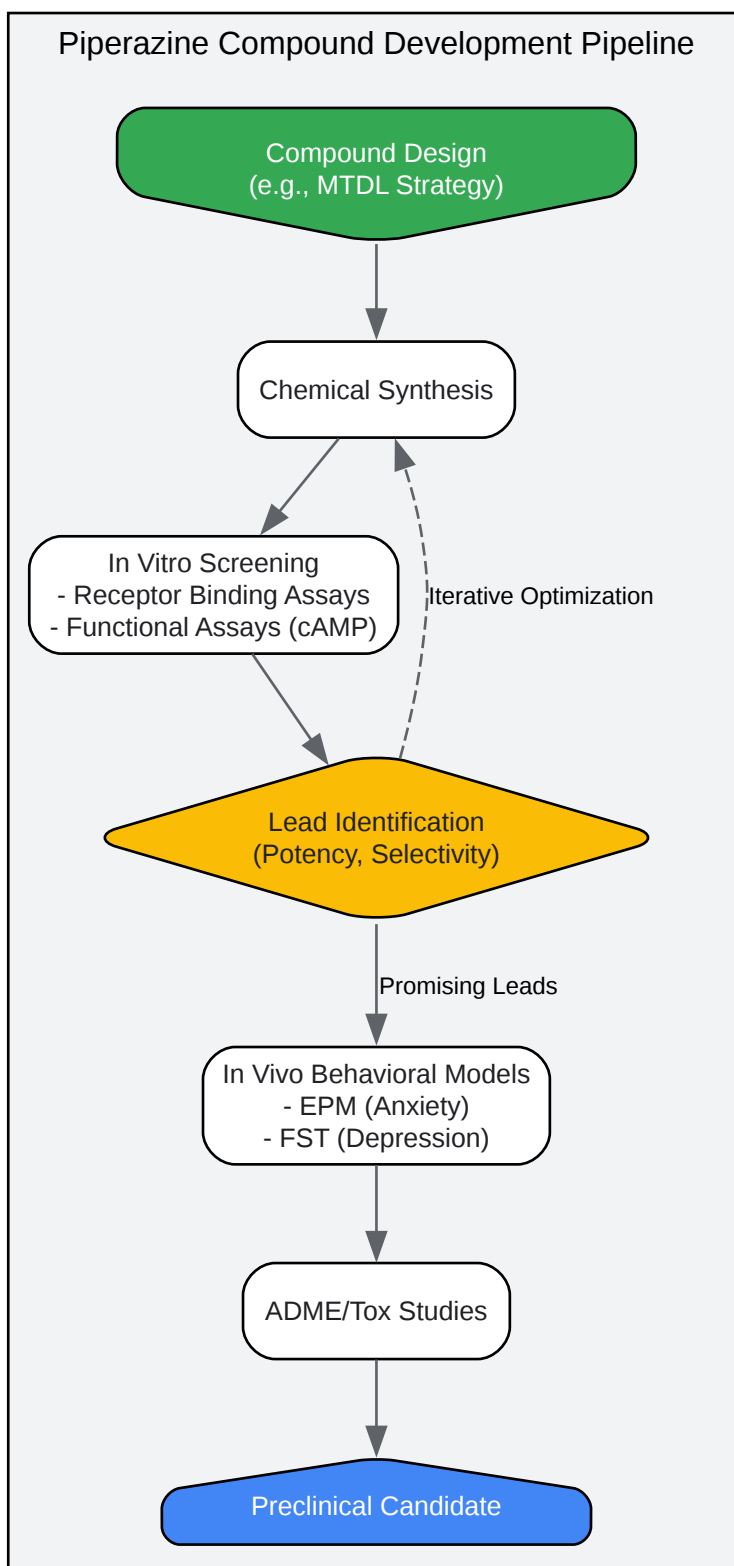 Piperazine Compound Development Pipeline
Compound Design
(e.g., MTDL Strategy)
Chemical Synthesis
In Vitro Screening
- Receptor Binding Assays
- Functional Assays (cAMP)
Iterative Optimization
Lead Identification
(Potency, Selectivity)
Promising Leads
In Vivo Behavioral Models
- EPM (Anxiety)
- FST (Depression)
ADME/Tox Studies
Preclinical Candidate